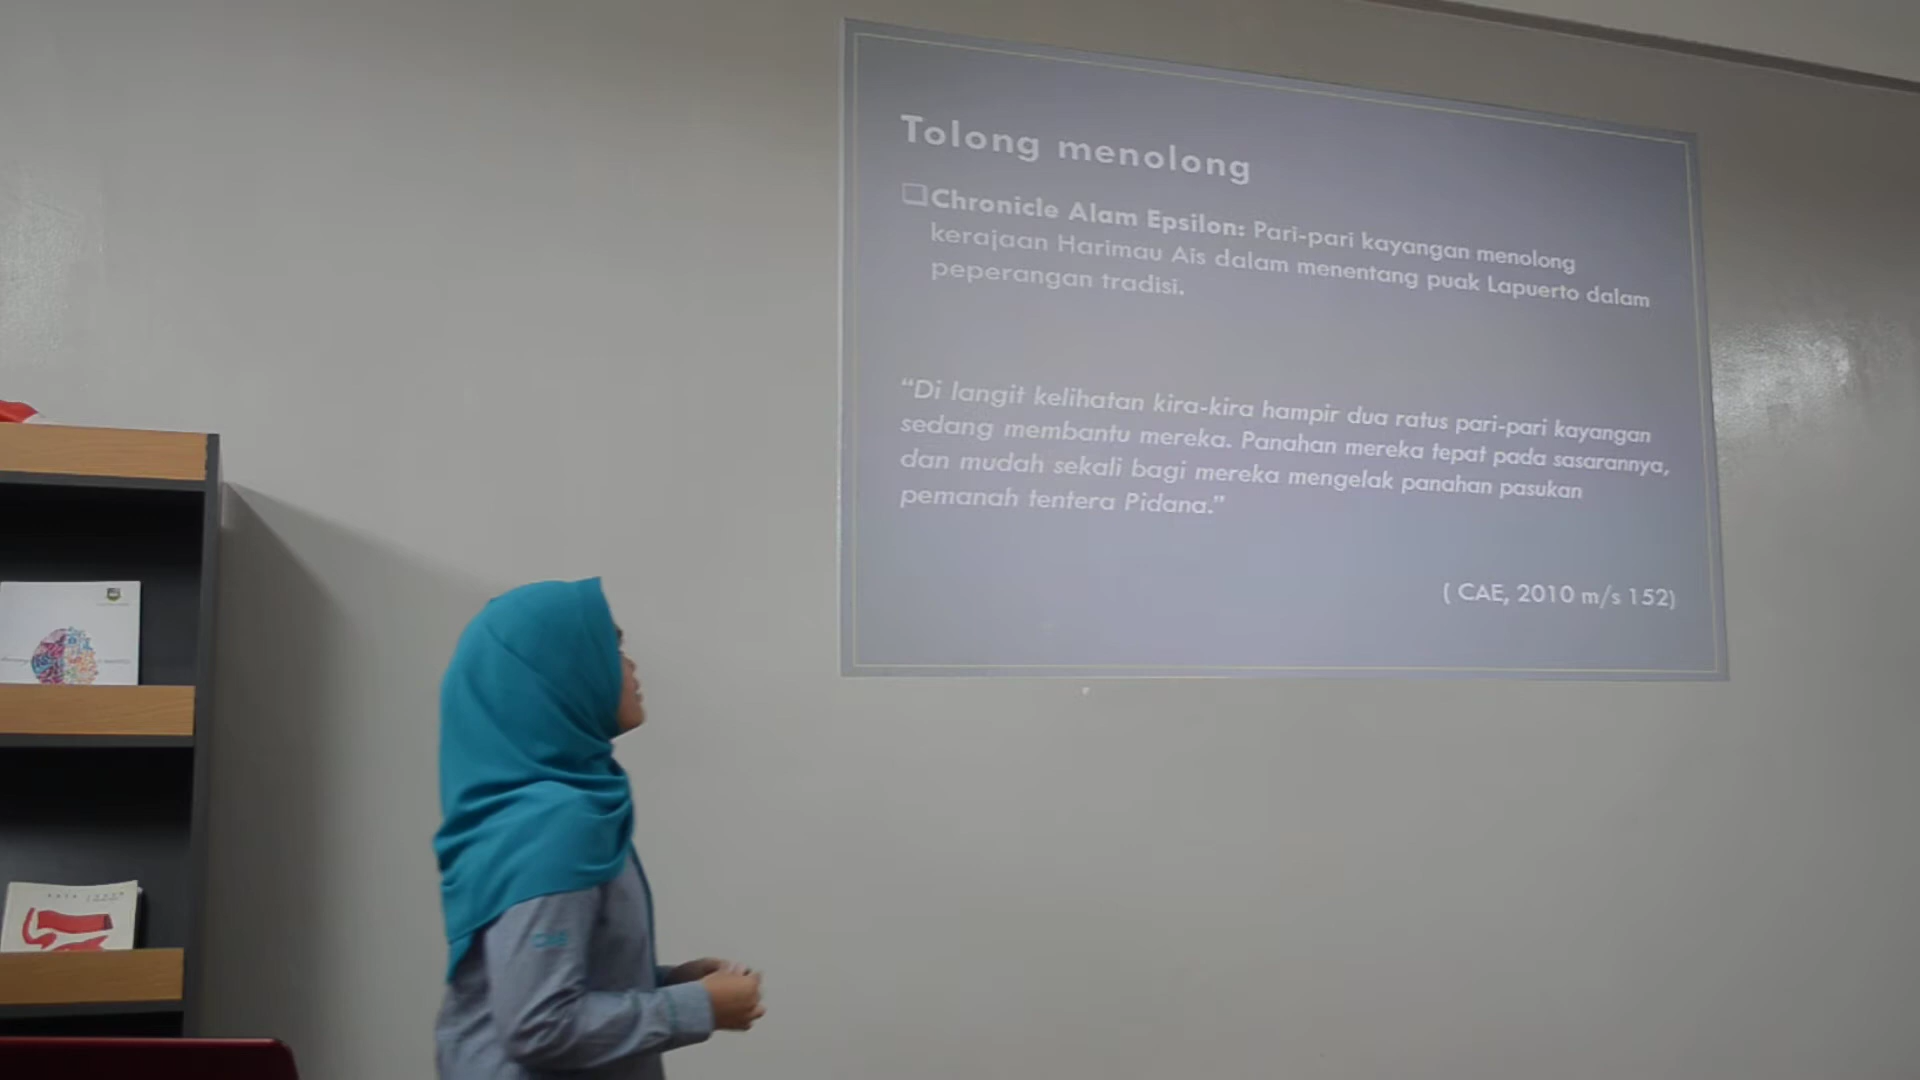 Tolong menolong
Chronicle Alam Epsilon: Pari-pari kayangan menolong
kerajaan Harimau Ais dalam menentang puak Lapuerto dalam
peperangan tradisi.
“Di langit kelihatan kira-kira hampir dua ratus pari-pari kayangan
sedang membantu mereka. Panahan mereka tepat pada sasarannya,
dan mudah sekali bagi mereka mengelak panahan pasukan
pemanah tentera Pidana.”
( CAE, 2010 m/s 152)